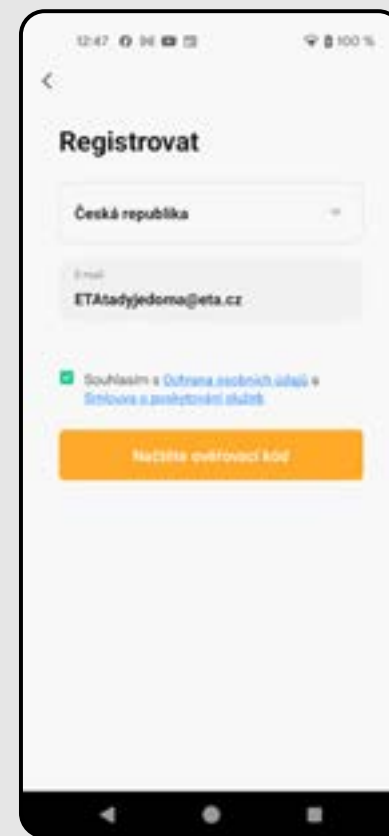 12:47 100 %
Registrovat
Česká republika
E-mail
ETAtadyjedoma@eta.cz
Souhlasím s Ochrana osobních údajů a
Smlouva o poskytování služeb
Načtěte ověřovací kód